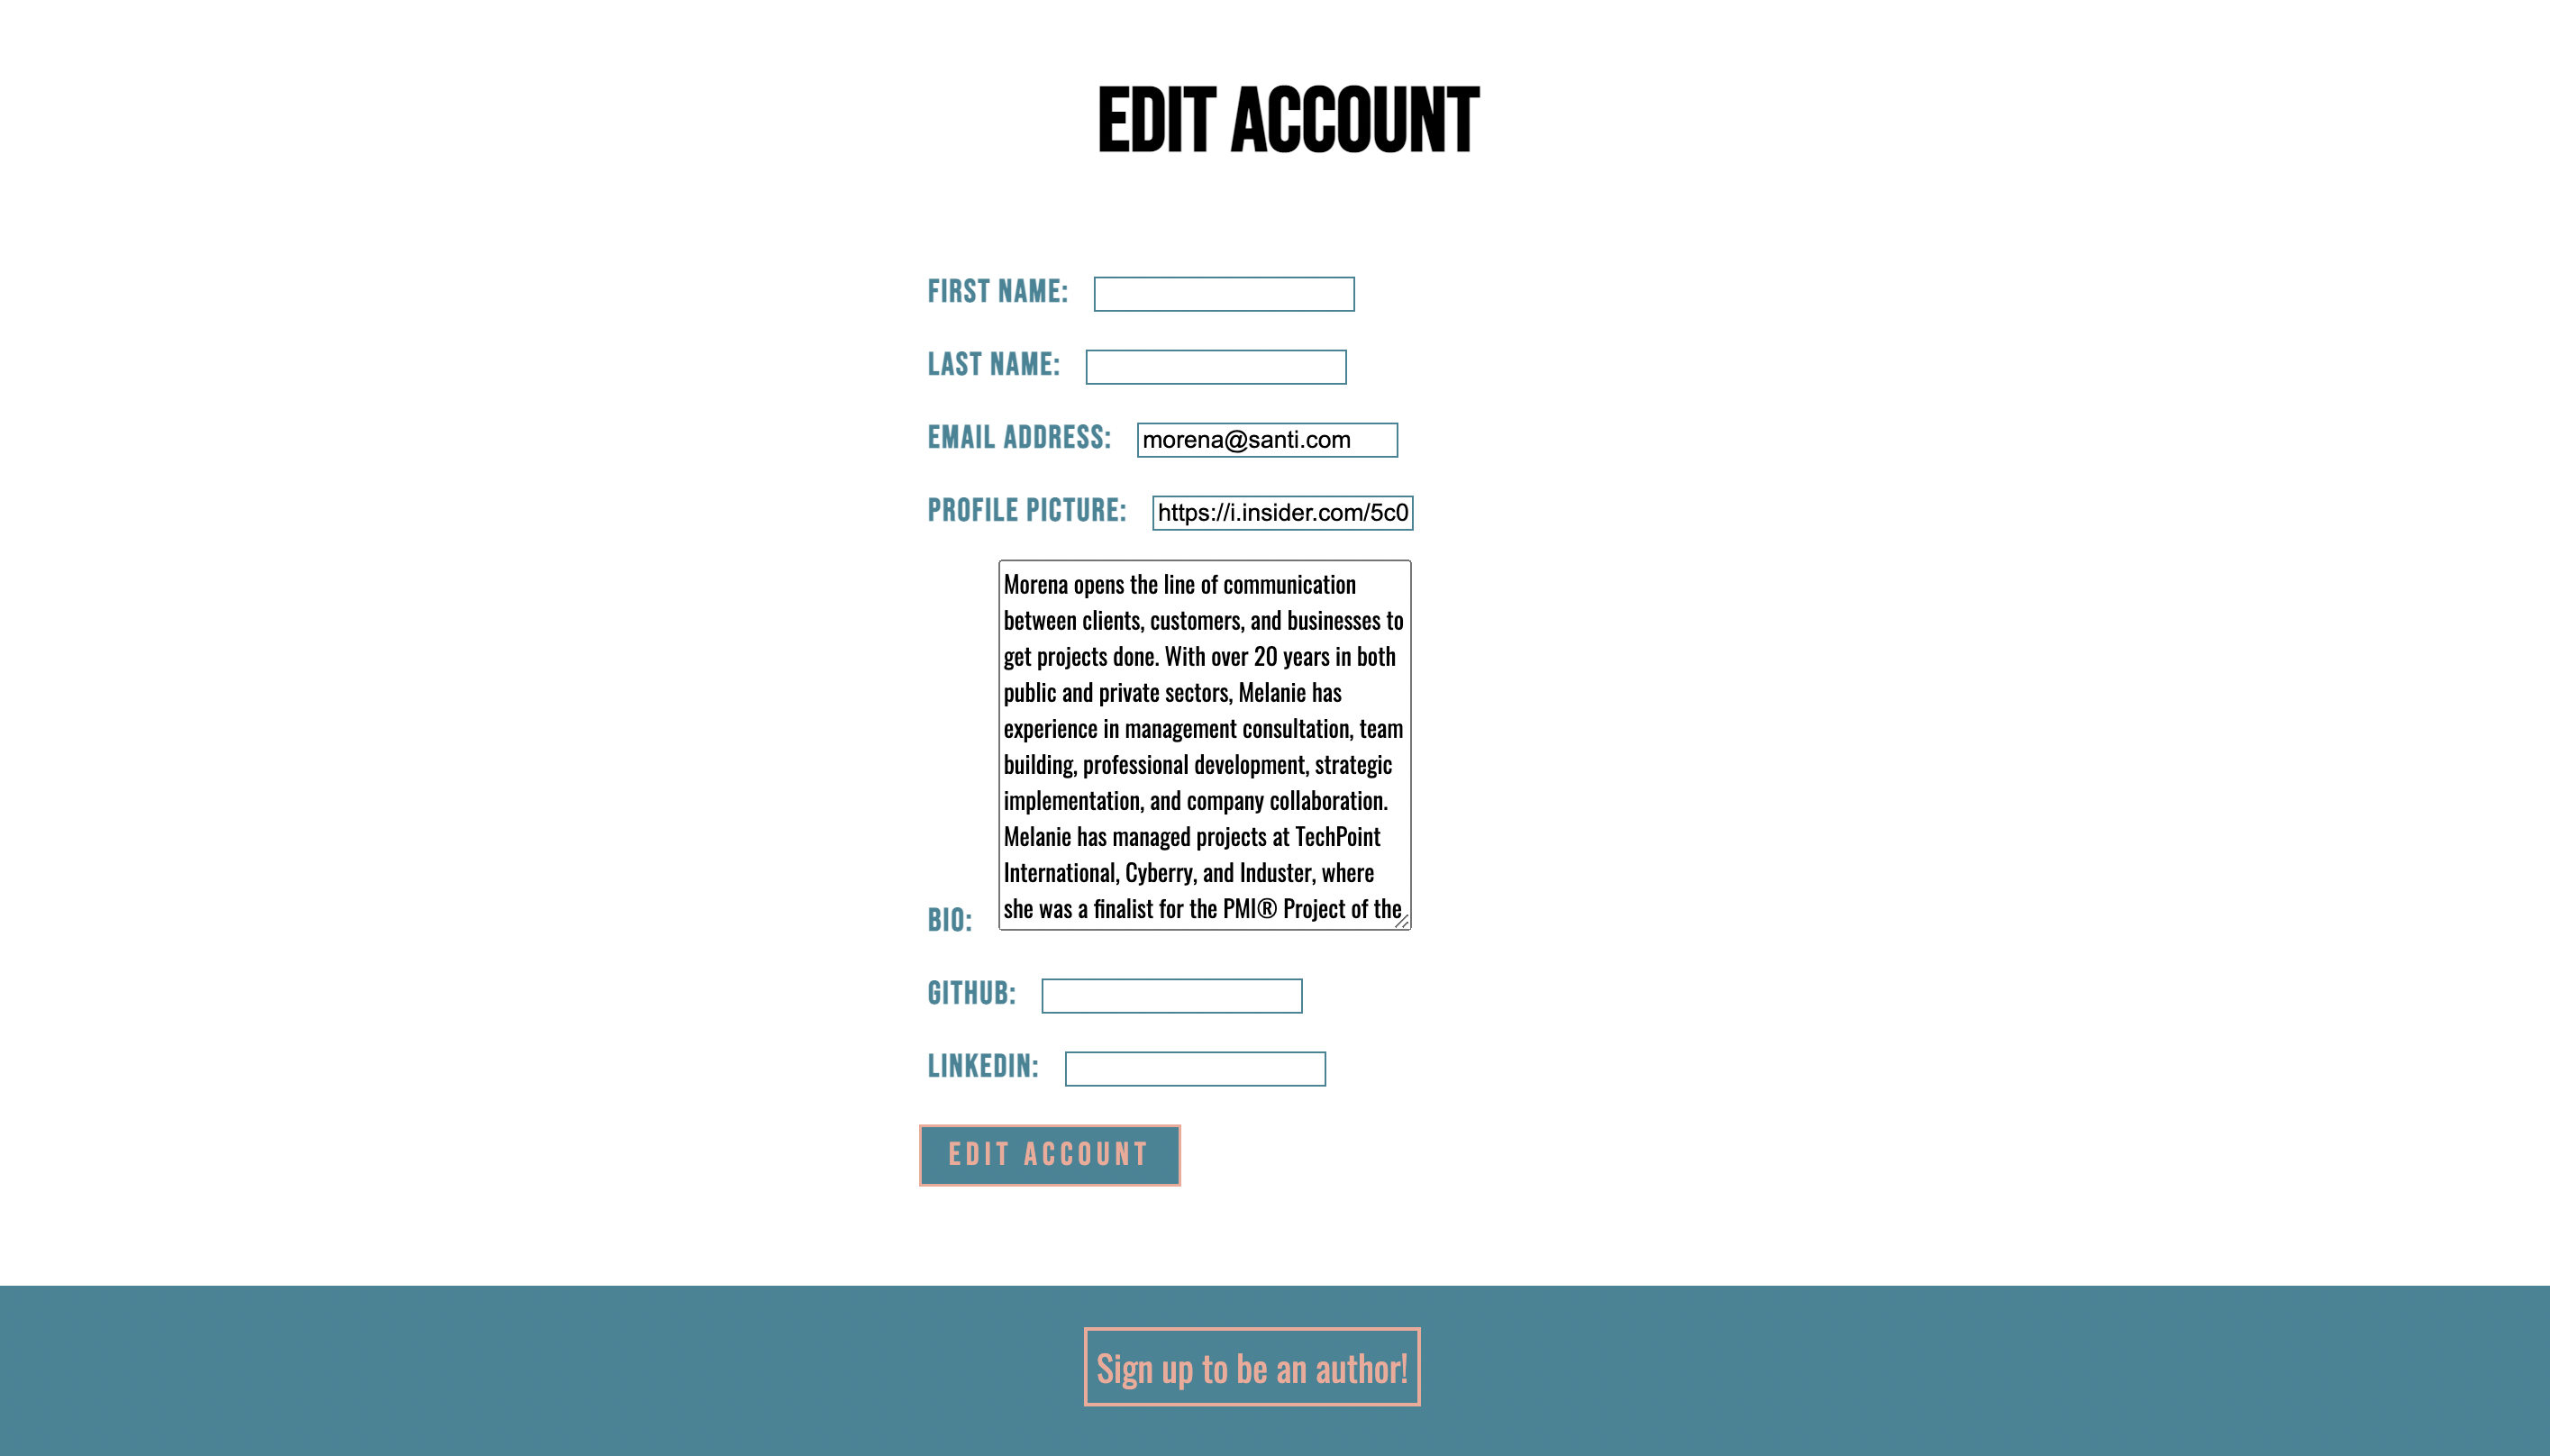 EDIT ACCOUNT
FIRST NAME:
LAST NAME:
EMAIL ADDRESS: morena@santi.com
PROFILE PICTURE: https://i.insider.com/5c0
Morena opens the line of communication
between clients, customers, and businesses to
get projects done. With over 20 years in both
public and private sectors, Melanie has
experience in management consultation, team
building, professional development, strategic
implementation, and company collaboration.
Melanie has managed projects at TechPoint
International, Cyberry, and Induster, where
she was a finalist for the PMI® Project of the
BIO:
GITHUB:
LINKEDIN:
EDIT ACCOUNT
Sign up to be an author!